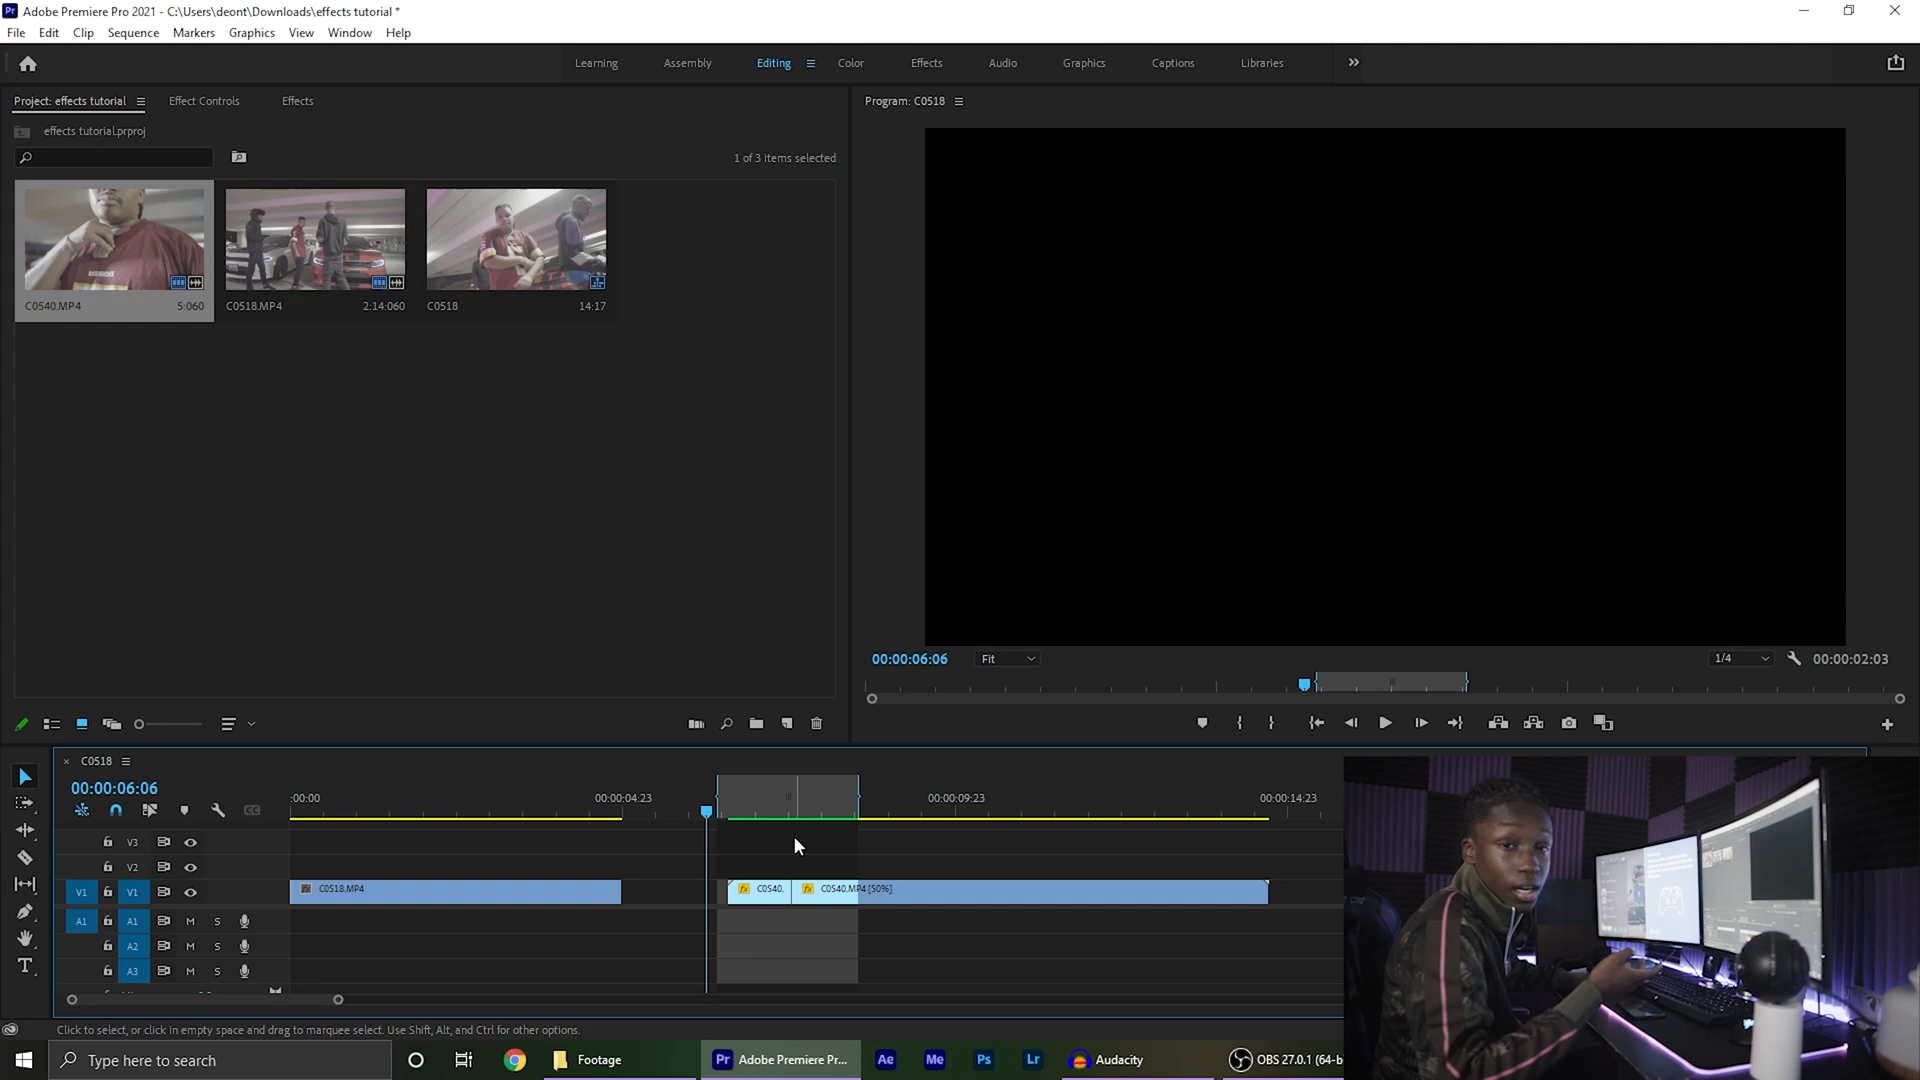 Pr Adobe Premiere Pro 2021 - C:\Users\deont\Downloads\effects tutorial *
File Edit Clip Sequence Markers Graphics View Window Help
Learning Assembly Editing Color Effects Audio Graphics Captions Libraries
Project: effects tutorial Effect Controls Effects
Program: C0518
effects tutorial.prproj
1 of 3 items selected
C0540.MP4 5:060 C0518.MP4 2:14:060 C0518 14:17
00:00:06:06 Fit 1/4 00:00:02:03
× C0518
00:00:06:06
:00:00 00:00:04:23 00:00:09:23 00:00:14:23
V3
V2
V1 V1 fx C0518.MP4 fx C0540. fx C0540.MP4 [50%]
A1 A1 M S
A2 M S
A3 M S
Click to select, or click in empty space and drag to marquee select. Use Shift, Alt, and Ctrl for other options.
Type here to search Footage Pr Adobe Premiere Pr... Ae Me Ps Lr Audacity OBS 27.0.1 (64-b